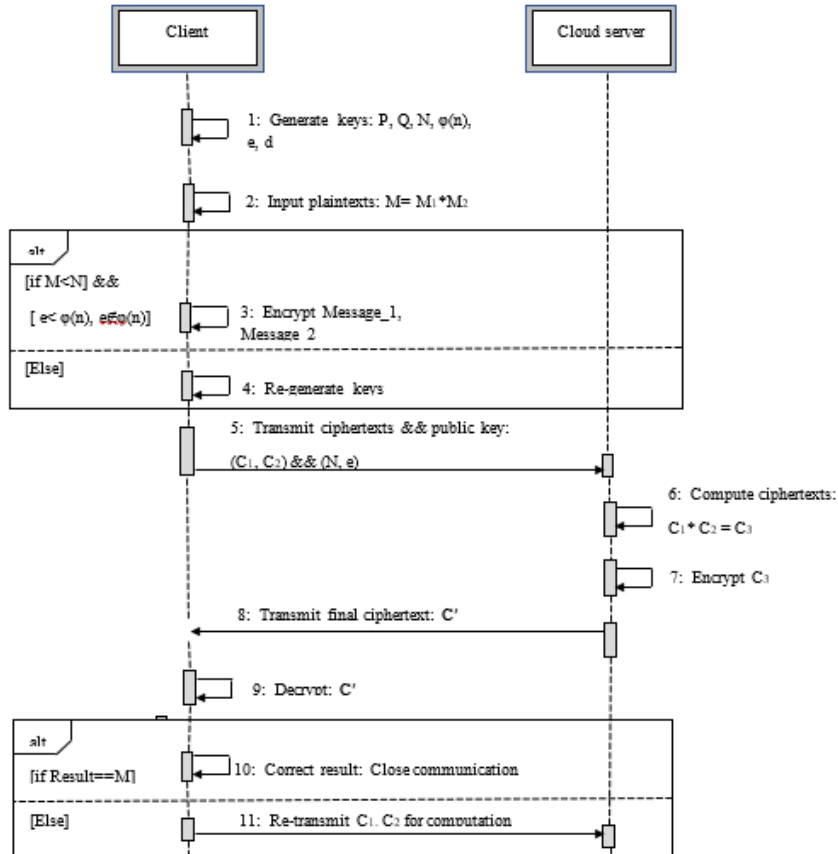 Client
Cloud server
1: Generate keys: P, Q, N, φ(n),
e, d
2: Input plaintexts: M= M₁*M₂
alt
[if M<N] &&
[ e< φ(n), e∉φ(n)]
3: Encrypt Message_1,
Message_2
[Else]
4: Re-generate keys
5: Transmit ciphertexts && public key:
(C₁, C₂) && (N, e)
6: Compute ciphertexts:
C₁* C₂ = C₃
7: Encrypt C₃
8: Transmit final ciphertext: C'
9: Decrypt: C'
alt
[if Result==M]
10: Correct result: Close communication
[Else]
11: Re-transmit C₁, C₂ for computation